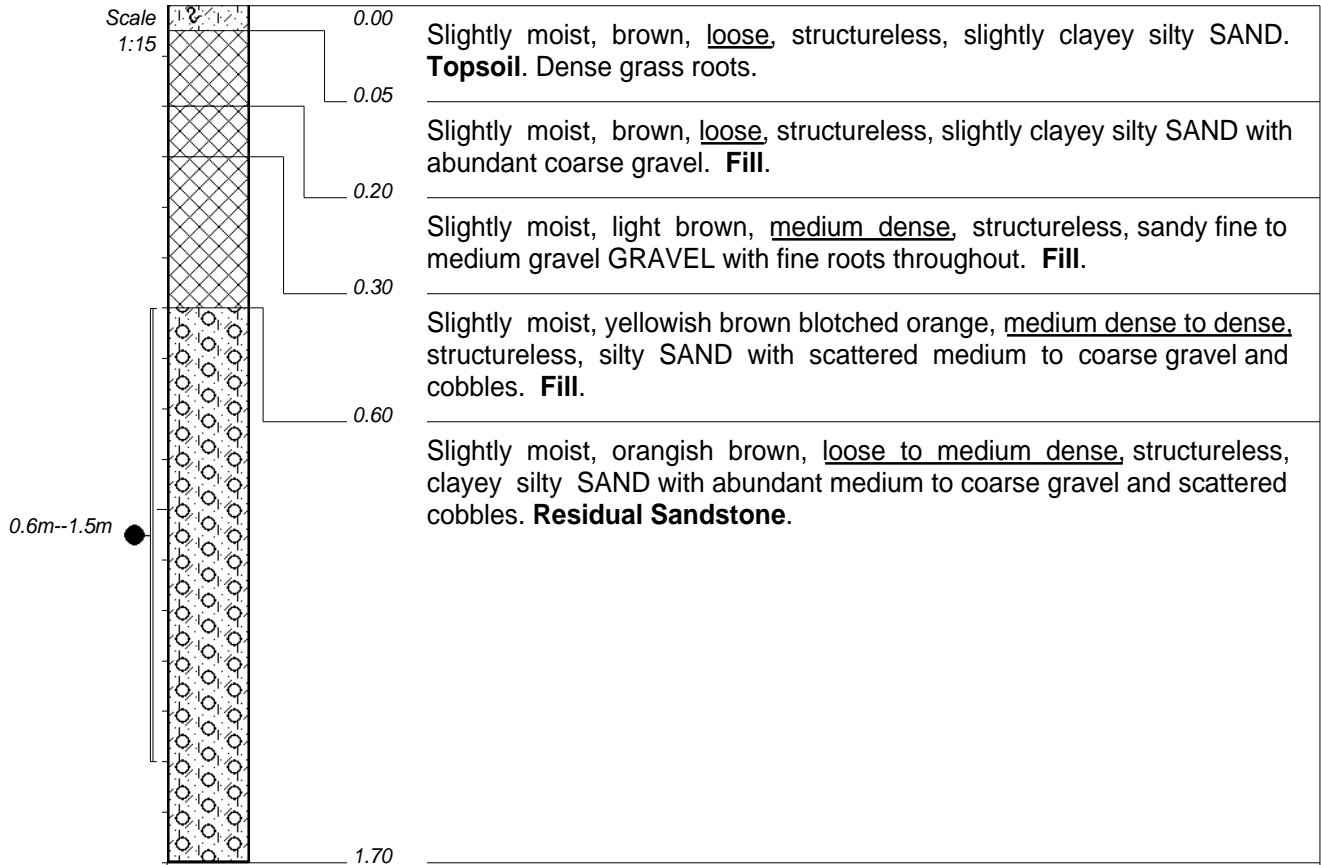 Scale
1:15
0.00
Slightly moist, brown, loose, structureless, slightly clayey silty SAND.
Topsoil. Dense grass roots.
0.05
Slightly moist, brown, loose, structureless, slightly clayey silty SAND with
abundant coarse gravel. Fill.
0.20
Slightly moist, light brown, medium dense, structureless, sandy fine to
medium gravel GRAVEL with fine roots throughout. Fill.
0.30
Slightly moist, yellowish brown blotched orange, medium dense to dense,
structureless, silty SAND with scattered medium to coarse gravel and
cobbles. Fill.
0.60
Slightly moist, orangish brown, loose to medium dense, structureless,
clayey silty SAND with abundant medium to coarse gravel and scattered
cobbles. Residual Sandstone.
0.6m--1.5m
1.70